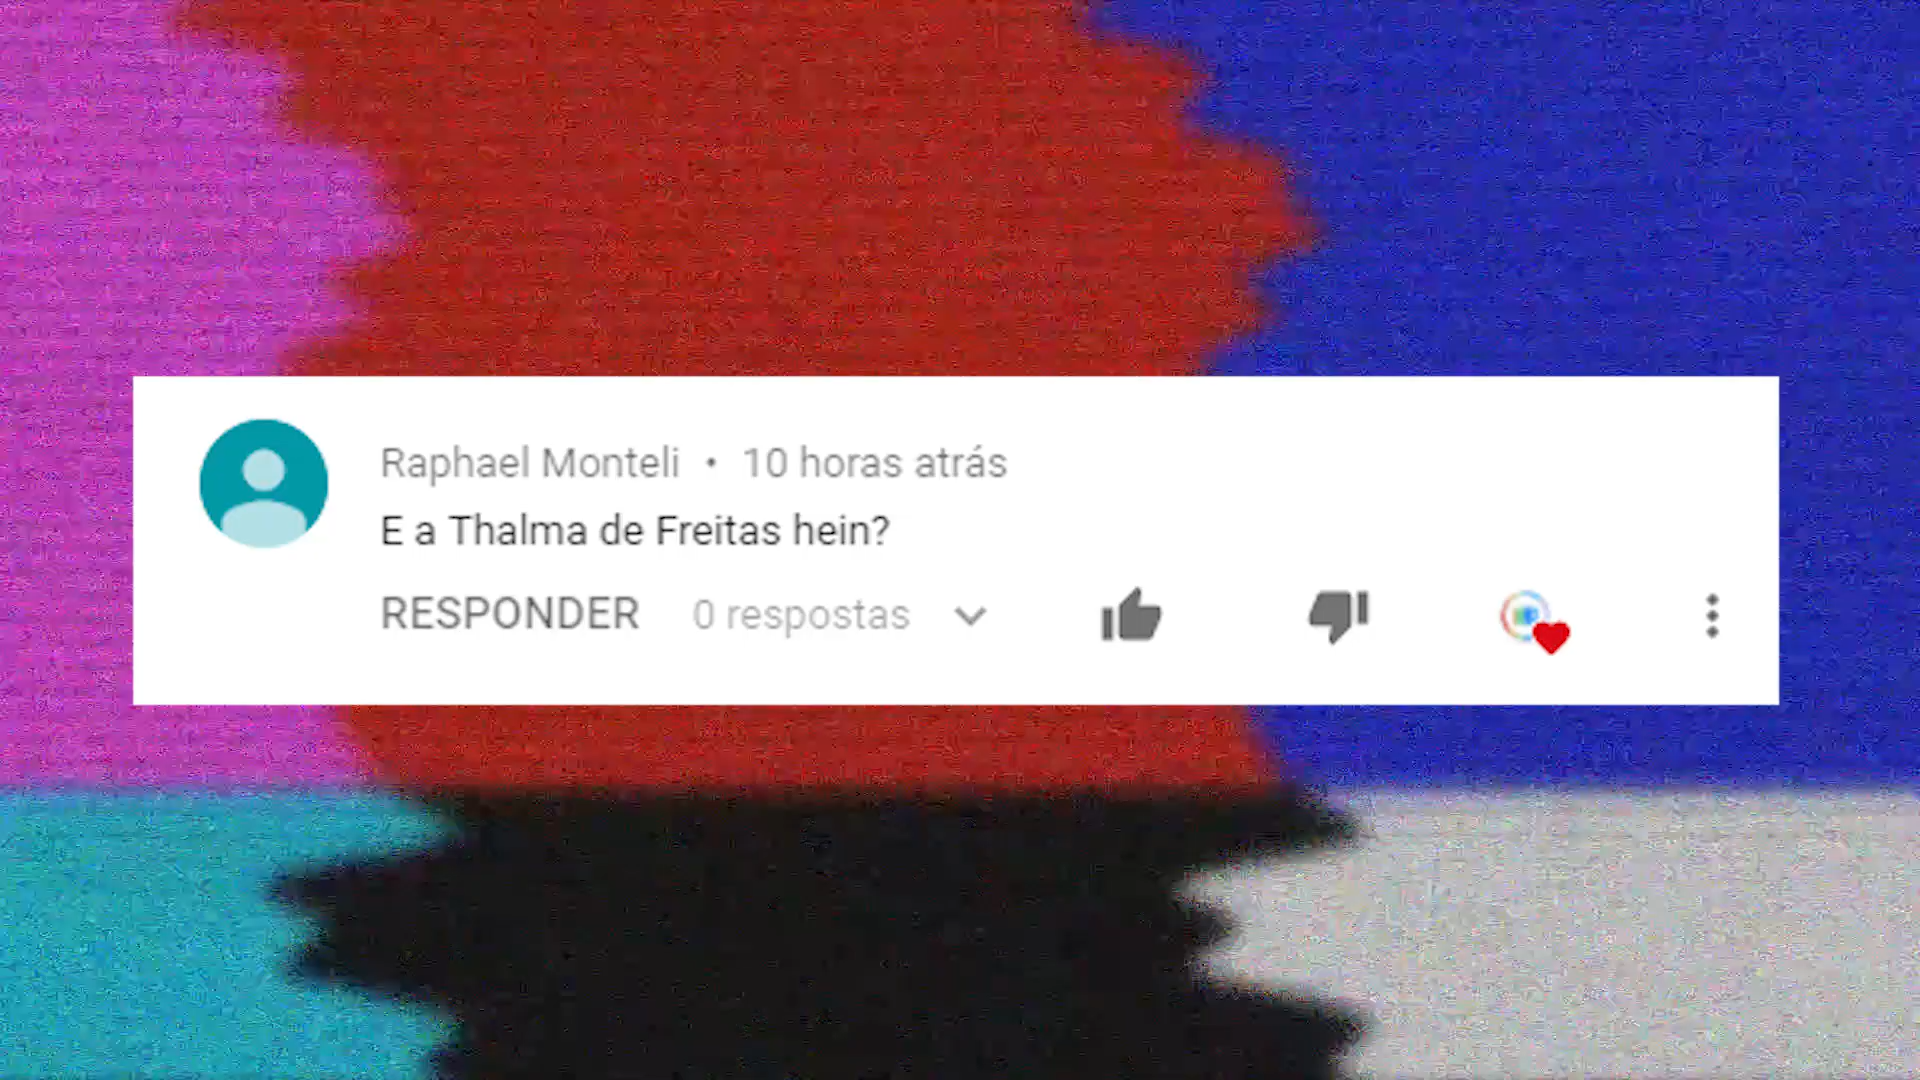 Raphael Monteli • 10 horas atrás
E a Thalma de Freitas hein?
RESPONDER 0 respostas